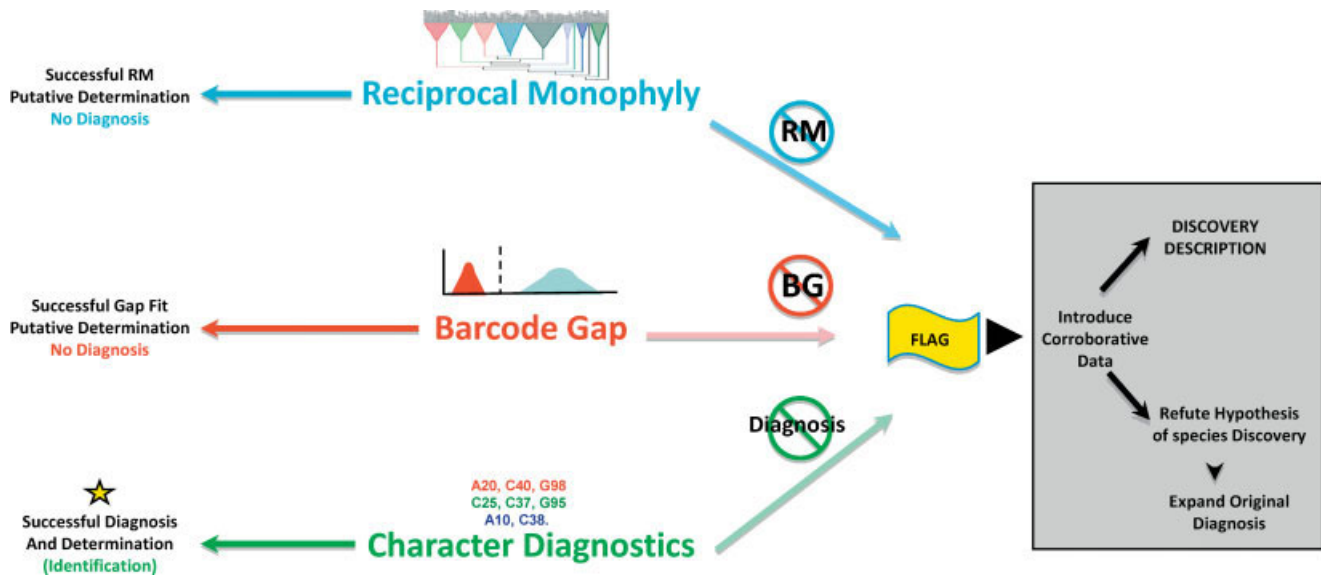 Successful RM
Putative Determination
No Diagnosis
Reciprocal Monophyly
RM
Successful Gap Fit
Putative Determination
No Diagnosis
Barcode Gap
BG
Successful Diagnosis
And Determination
(Identification)
A20, C40, G98
C25, C37, G95
A10, C38.
Character Diagnostics
Diagnosis
FLAG
Introduce
Corroborative
Data
DISCOVERY
DESCRIPTION
Refute Hypothesis
of species Discovery
Expand Original
Diagnosis